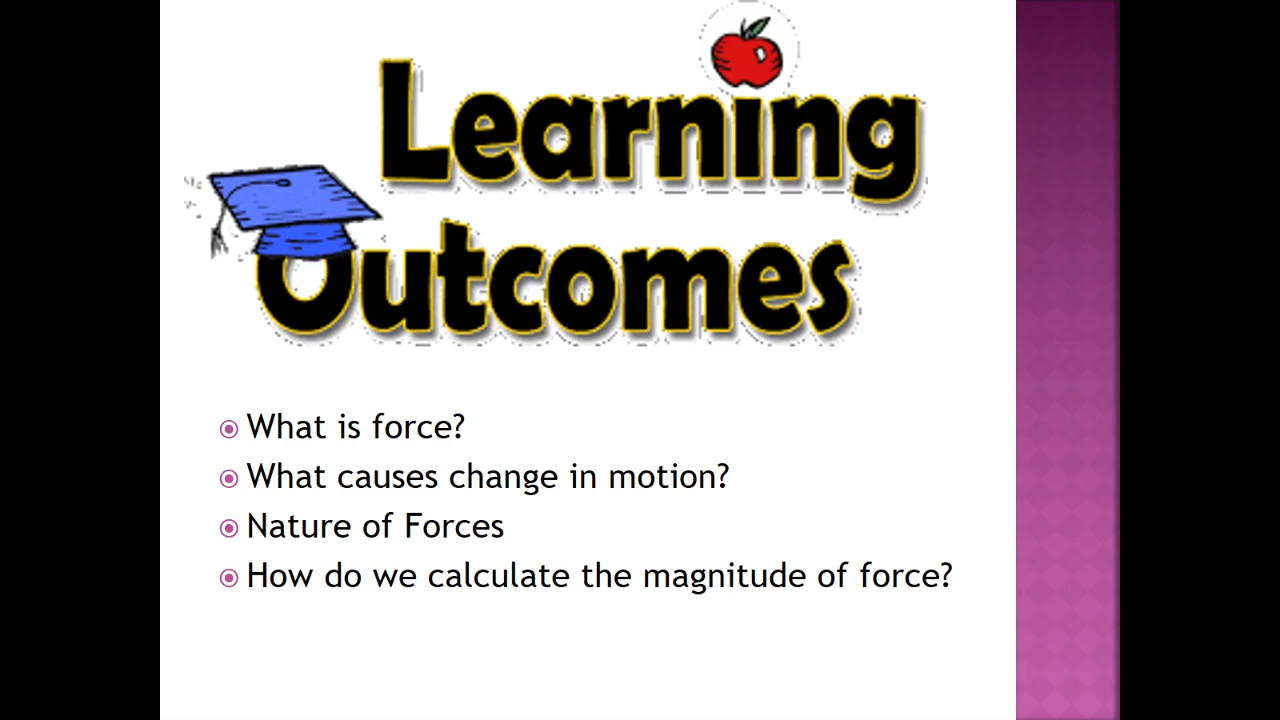 Learning
Outcomes
What is force?
What causes change in motion?
Nature of Forces
How do we calculate the magnitude of force?